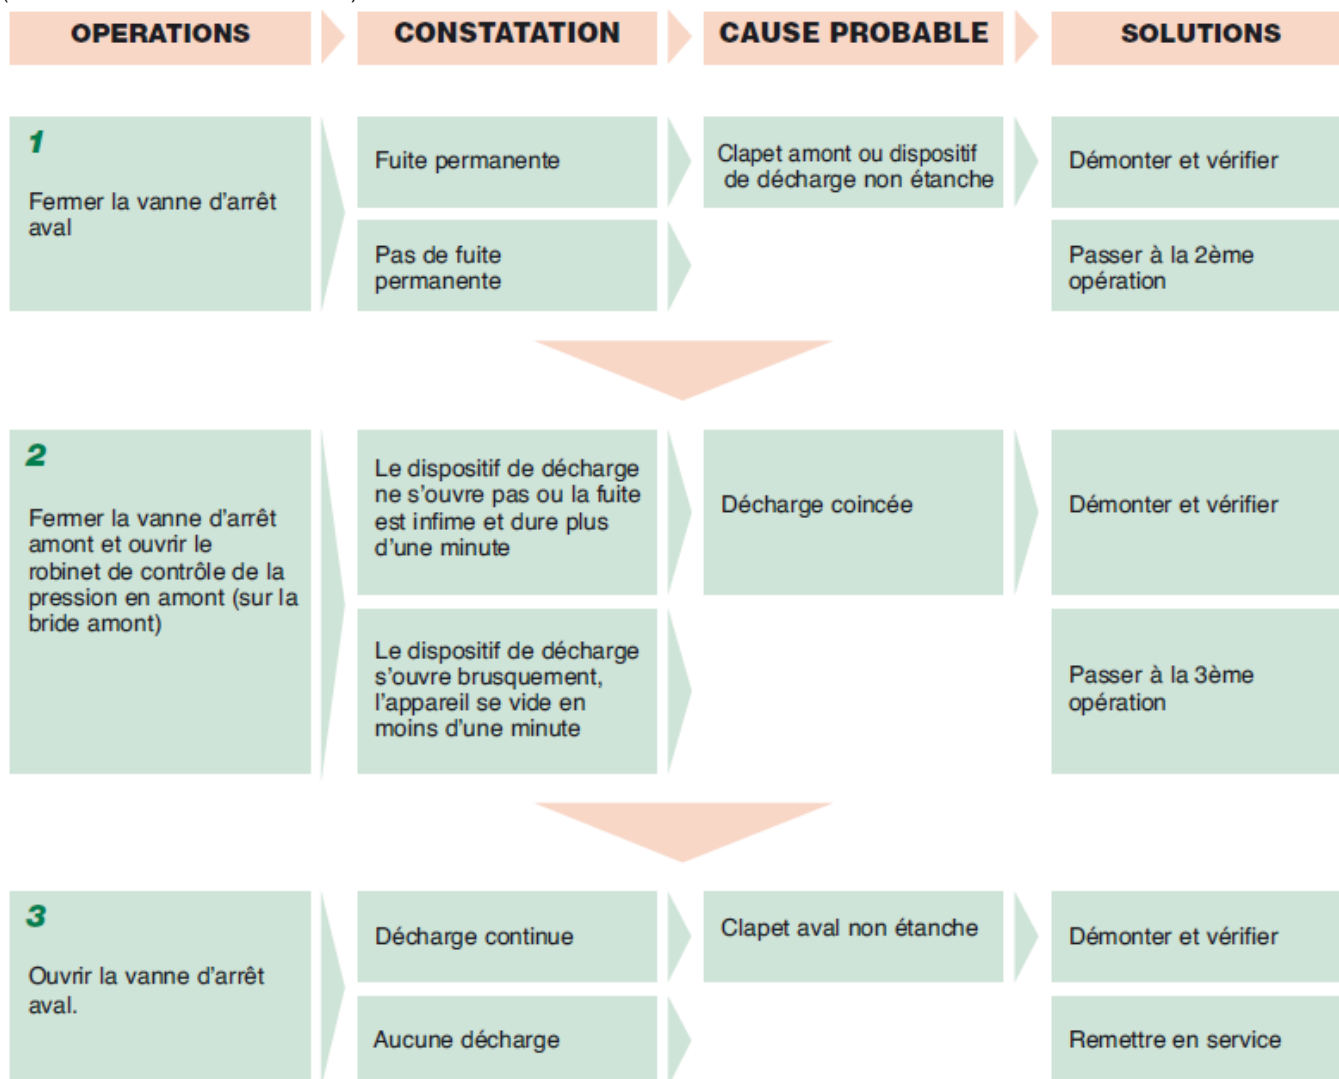 OPERATIONS
CONSTATATION
CAUSE PROBABLE
SOLUTIONS
1
Fermer la vanne d'arrêt
aval
Fuite permanente
Clapet amont ou dispositif
de décharge non étanche
Démonter et vérifier
Pas de fuite
permanente
Passer à la 2ème
opération
2
Fermer la vanne d'arrêt
amont et ouvrir le
robinet de contrôle de la
pression en amont (sur la
bride amont)
Le dispositif de décharge
ne s'ouvre pas ou la fuite
est infime et dure plus
d'une minute
Décharge coincée
Démonter et vérifier
Le dispositif de décharge
s'ouvre brusquement,
l'appareil se vide en
moins d'une minute
Passer à la 3ème
opération
3
Ouvrir la vanne d'arrêt
aval.
Décharge continue
Clapet aval non étanche
Démonter et vérifier
Aucune décharge
Remettre en service